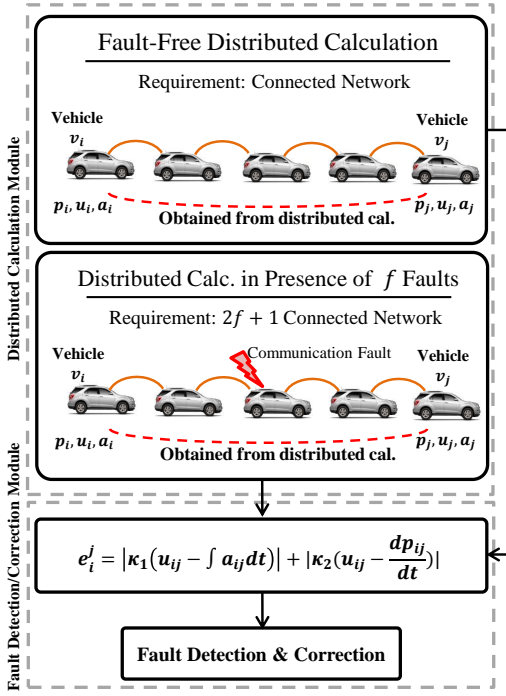 Fault-Free Distributed Calculation
Requirement: Connected Network
Vehicle
v_i
Vehicle
v_j
p_i, u_i, a_i
p_j, u_j, a_j
Obtained from distributed cal.
Distributed Calc. in Presence of f Faults
Requirement: 2f + 1 Connected Network
Communication Fault
Vehicle
v_i
Vehicle
v_j
p_i, u_i, a_i
p_j, u_j, a_j
Obtained from distributed cal.
Distributed Calculation Module
e_i^j = |κ_1(u_ij − ∫ a_ij dt)| + |κ_2(u_ij − dp_ij/dt)|
Fault Detection & Correction
Fault Detection/Correction Module